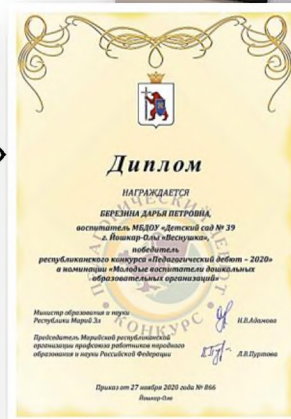 Диплом
НАГРАЖДАЕТСЯ
БЕРЕЗИНА ДАРЬЯ ПЕТРОВНА,
воспитатель МБДОУ «Детский сад № 39
г. Йошкар-Олы «Веснушка»,
победитель
республиканского конкурса «Педагогический дебют – 2020»
в номинации «Молодые воспитатели дошкольных
образовательных организаций»
Министр образования и науки
Республики Марий Эл
Н.В.Адамова
Председатель Марийской республиканской
организации профсоюза работников народного
образования и науки Российской Федерации
Л.В.Пуртова
Приказ от 27 ноября 2020 года № 866
Йошкар-Ола
КОНКУРС